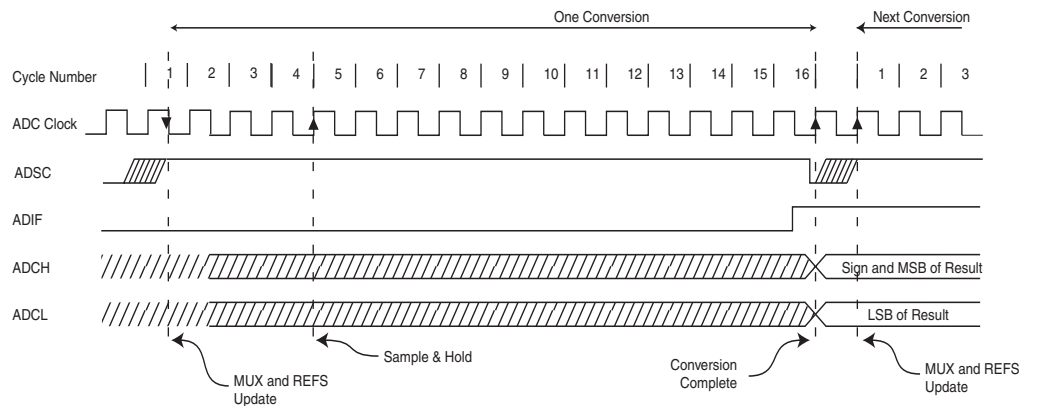 One Conversion
Next Conversion
Cycle Number 1 2 3 4 5 6 7 8 9 10 11 12 13 14 15 16 1 2 3
ADC Clock
ADSC
ADIF
ADCH
Sign and MSB of Result
ADCL
LSB of Result
MUX and REFS
Update
Sample & Hold
Conversion
Complete
MUX and REFS
Update